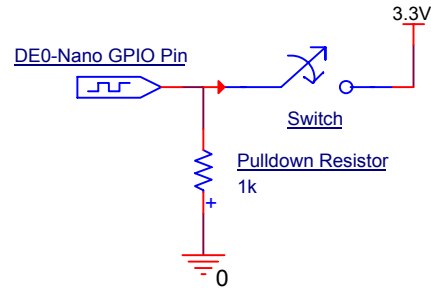 3.3V
DE0-Nano GPIO Pin
Switch
Pulldown Resistor
1k
+
0